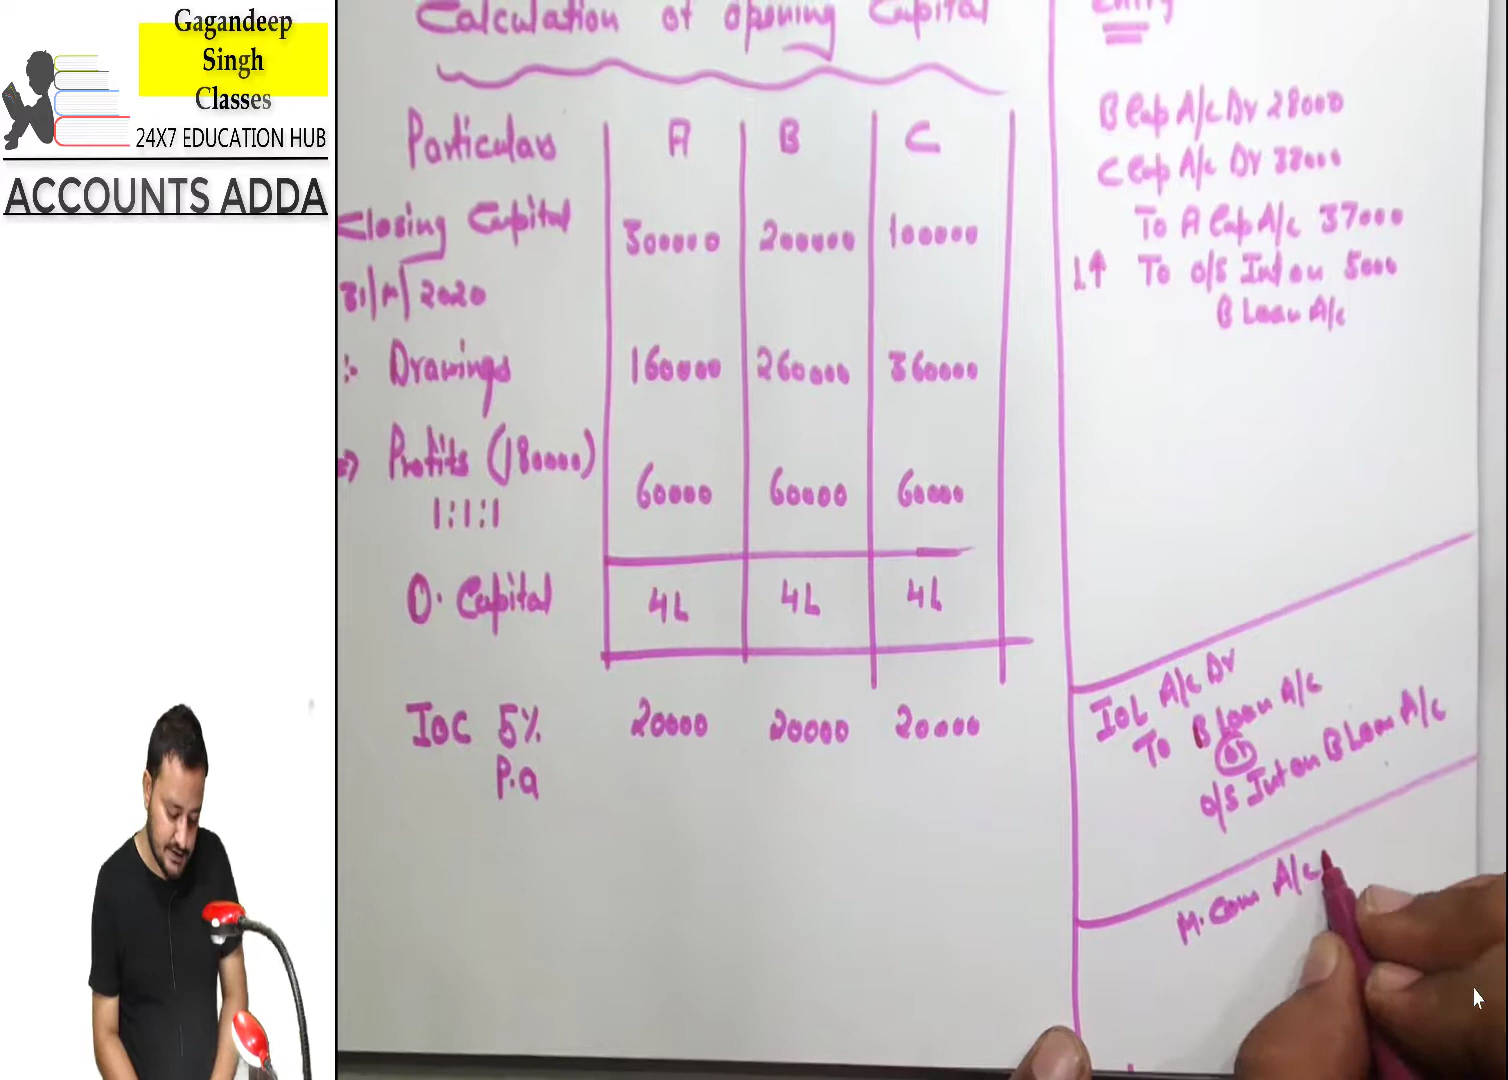 Gagandeep
Singh
Classes
24X7 EDUCATION HUB
ACCOUNTS ADDA
Calculation of opening Capital
Particulars A B C
Closing Capital 300000 200000 100000
2020
Drawings 160000 260000 360000
Profits (180000) 60000 60000 60000
1:1:1
O. Capital 4L 4L 4L
IOC 5% 20000 20000 20000
P.a
Entry
B Cap A/c Dr 28000
C Cap A/c Dr
To A Cap A/c 37000
L↑ To O/S Int on 5000
B Loan A/c
IOL A/c Dr
To B Loan A/c
or
O/S Int on B Loan A/c
M. Com A/c